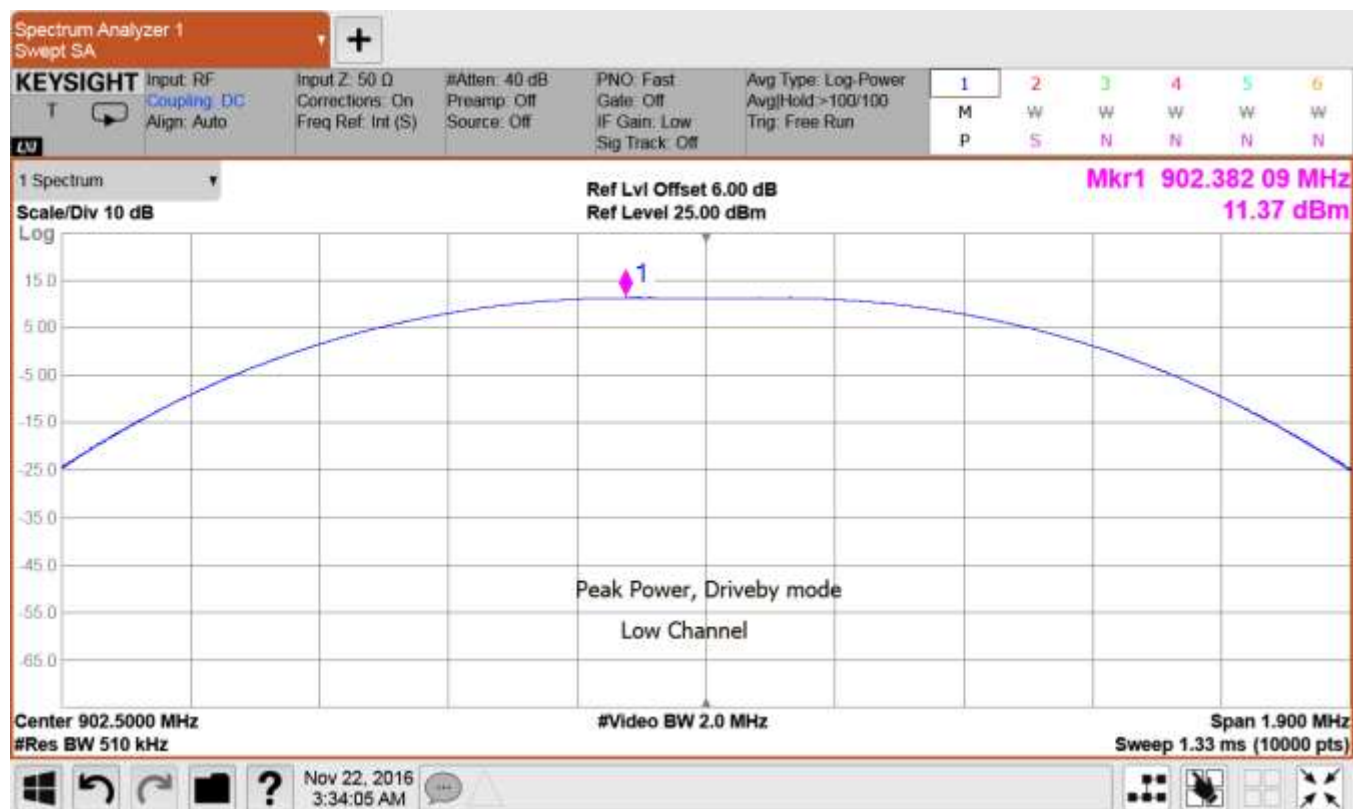 Spectrum Analyzer 1
Swept SA
+
KEYSIGHT
T
LXI
Input: RF
Coupling: DC
Align: Auto
Input Z: 50 Ω
Corrections: On
Freq Ref: Int (S)
#Atten: 40 dB
Preamp: Off
Source: Off
PNO: Fast
Gate: Off
IF Gain: Low
Sig Track: Off
Avg Type: Log-Power
Avg|Hold:>100/100
Trig: Free Run
1 2 3 4 5 6
M W W W W W
P S N N N N
1 Spectrum
Scale/Div 10 dB
Log
Ref Lvl Offset 6.00 dB
Ref Level 25.00 dBm
Mkr1 902.382 09 MHz
11.37 dBm
1
15.0
5.00
-5.00
-15.0
-25.0
-35.0
-45.0
-55.0
-65.0
Peak Power, Driveby mode
Low Channel
Center 902.5000 MHz
#Res BW 510 kHz
#Video BW 2.0 MHz
Span 1.900 MHz
Sweep 1.33 ms (10000 pts)
?
Nov 22, 2016
3:34:05 AM